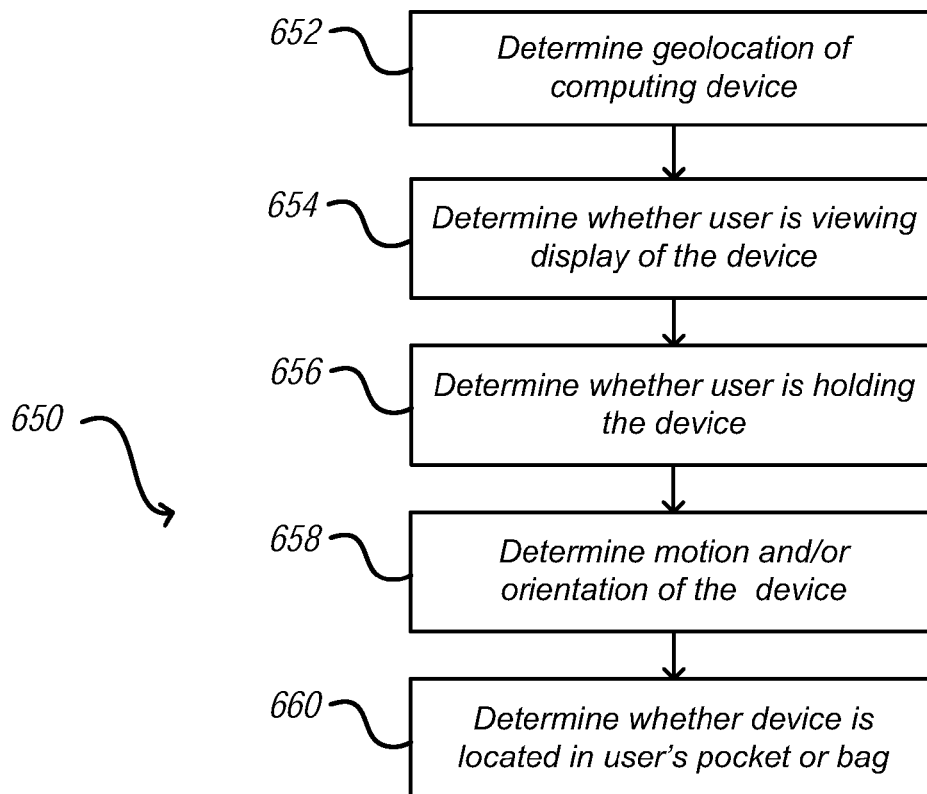 652
Determine geolocation of
computing device
654
Determine whether user is viewing
display of the device
656
Determine whether user is holding
the device
650
658
Determine motion and/or
orientation of the device
660
Determine whether device is
located in user's pocket or bag